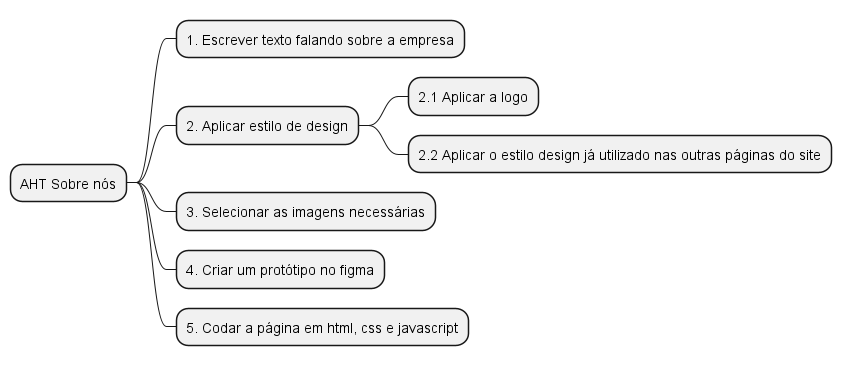 AHT Sobre nós
1. Escrever texto falando sobre a empresa
2. Aplicar estilo de design
2.1 Aplicar a logo
2.2 Aplicar o estilo design já utilizado nas outras páginas do site
3. Selecionar as imagens necessárias
4. Criar um protótipo no figma
5. Codar a página em html, css e javascript